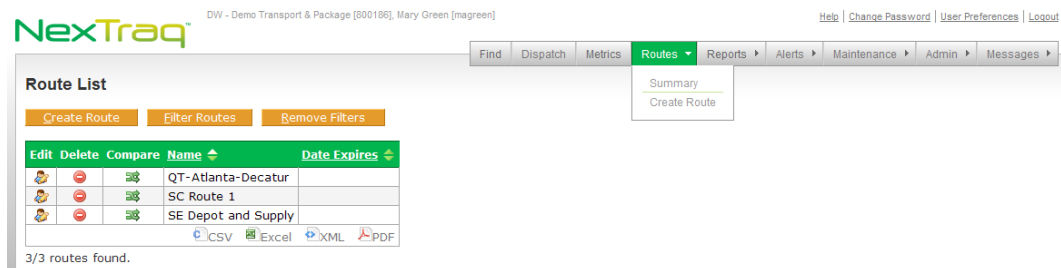 NexTraq
DW - Demo Transport & Package [800186], Mary Green [magreen]
Help | Change Password | User Preferences | Logout
Find Dispatch Metrics Routes Reports Alerts Maintenance Admin Messages
Summary
Create Route
Route List
Create Route Filter Routes Remove Filters
Edit Delete Compare Name Date Expires
QT-Atlanta-Decatur
SC Route 1
SE Depot and Supply
CSV Excel XML PDF
3/3 routes found.